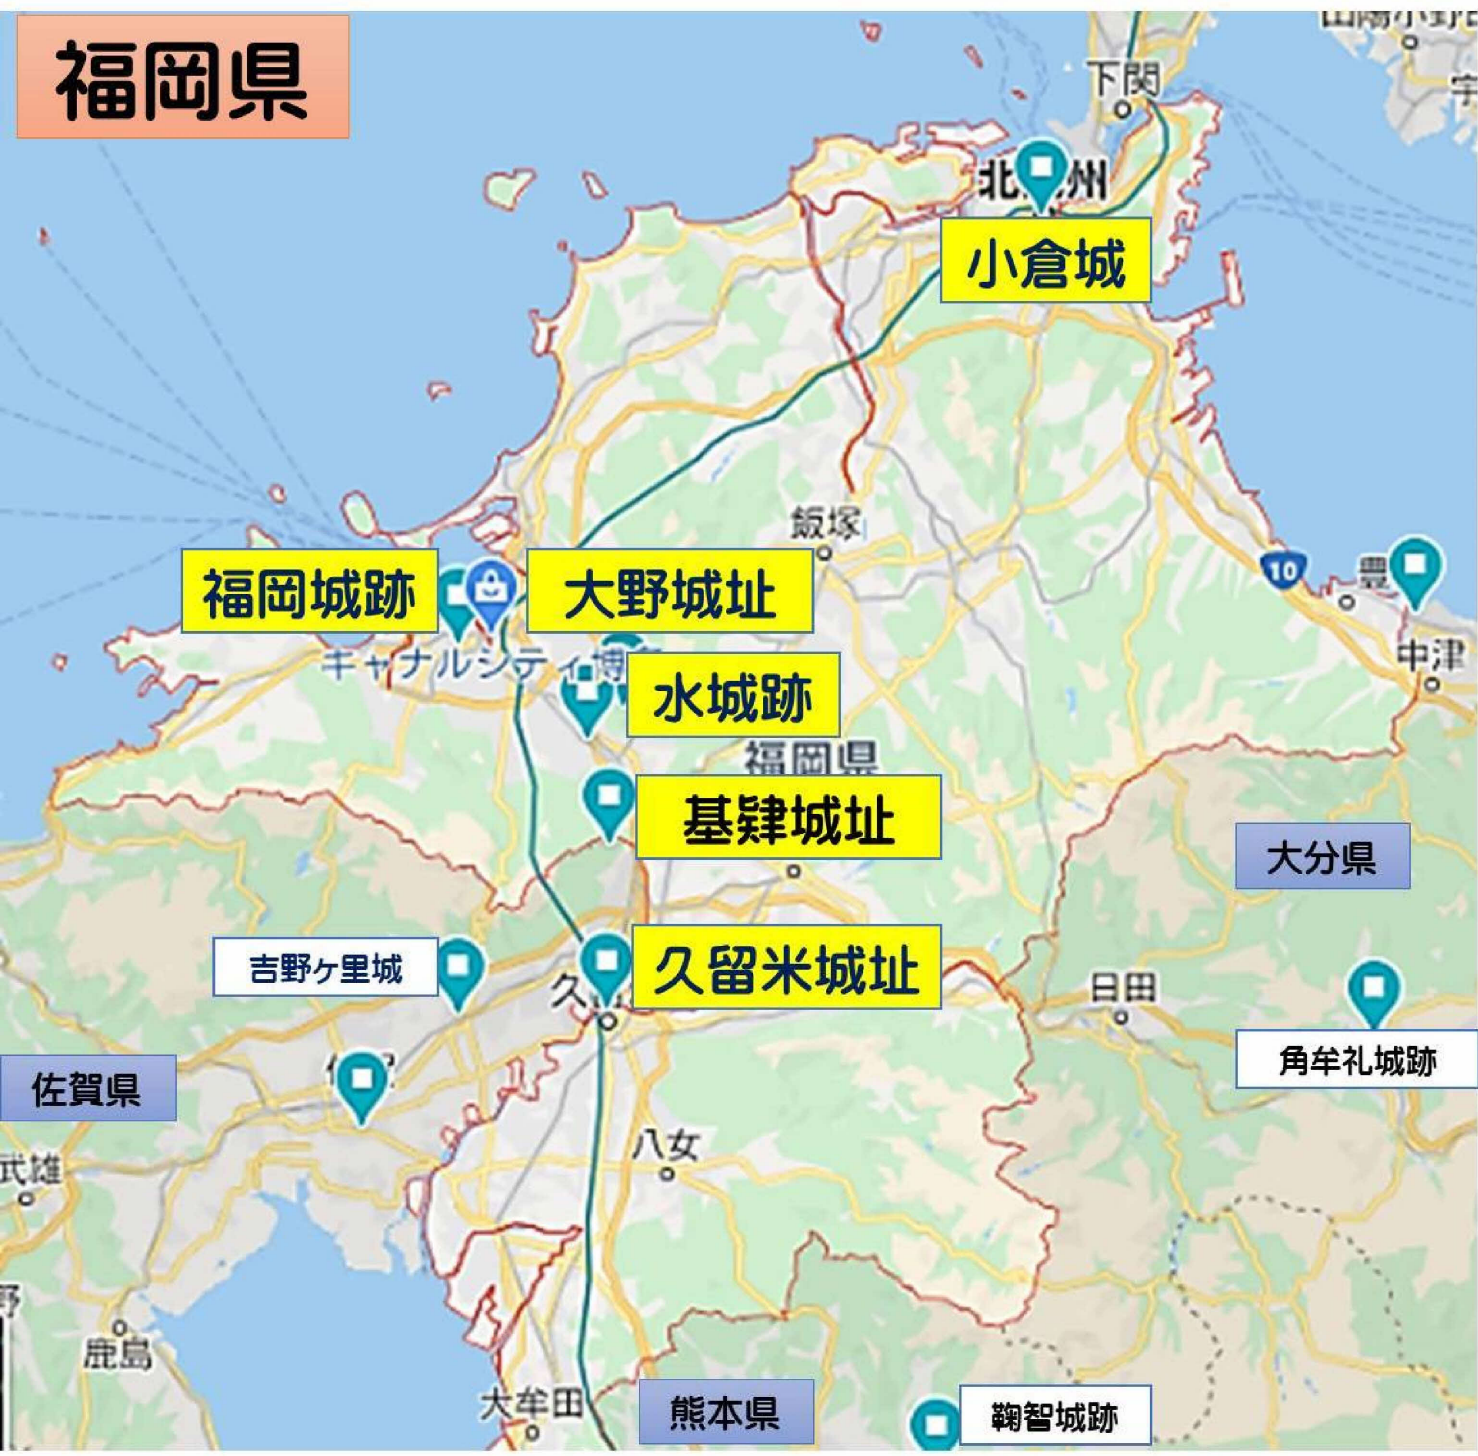 福岡県
下関
小倉城
飯塚
10
福岡城跡
大野城址
キャナルシティ博
中津
水城跡
福岡県
基肄城址
大分県
吉野ヶ里城
久留米城址
日田
角牟礼城跡
佐賀県
八女
武雄
鹿島
大牟田
熊本県
鞠智城跡